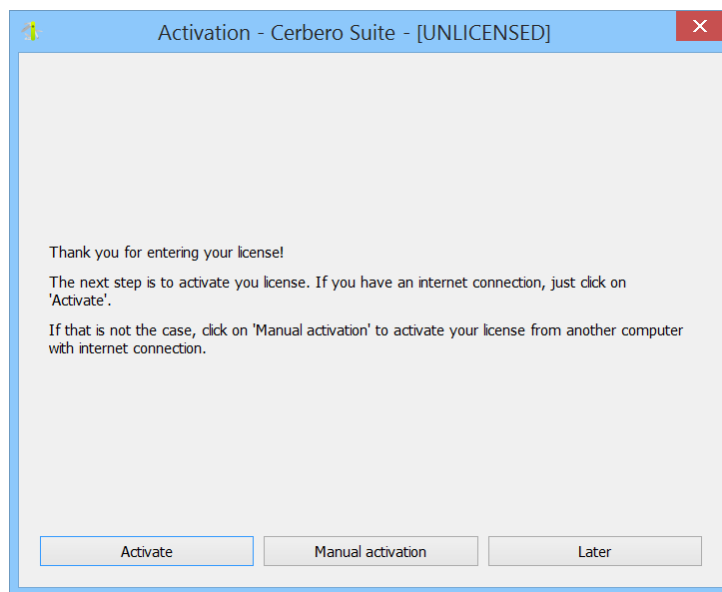 Activation - Cerbero Suite - [UNLICENSED]
Thank you for entering your license!
The next step is to activate you license. If you have an internet connection, just click on
'Activate'.
If that is not the case, click on 'Manual activation' to activate your license from another computer
with internet connection.
Activate
Manual activation
Later